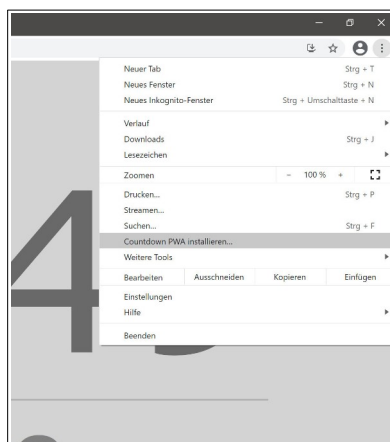 Neuer Tab Strg + T
Neues Fenster Strg + N
Neues Inkognito-Fenster Strg + Umschalttaste + N
Verlauf
Downloads Strg + J
Lesezeichen
Zoomen − 100 % +
Drucken... Strg + P
Streamen...
Suchen... Strg + F
Countdown PWA installieren...
Weitere Tools
Bearbeiten Ausschneiden Kopieren Einfügen
Einstellungen
Hilfe
Beenden
4